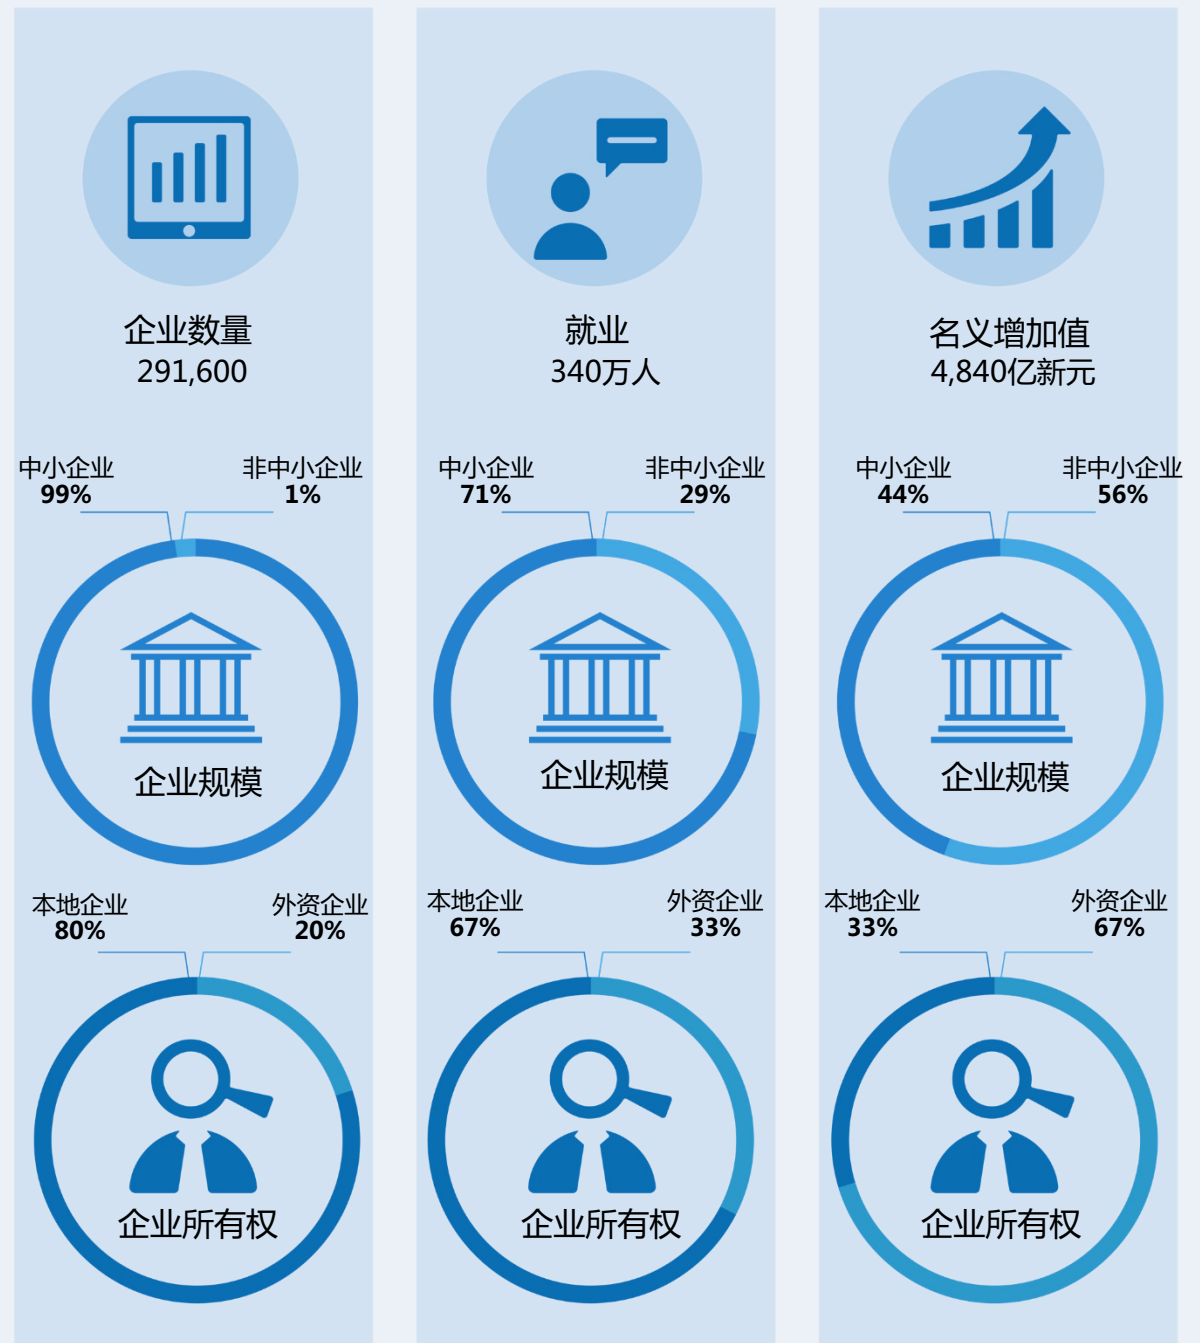 企业数量
291,600
中小企业
99%
非中小企业
1%
企业规模
本地企业
80%
外资企业
20%
企业所有权
就业
340万人
中小企业
71%
非中小企业
29%
企业规模
本地企业
67%
外资企业
33%
企业所有权
名义增加值
4,840亿新元
中小企业
44%
非中小企业
56%
企业规模
本地企业
33%
外资企业
67%
企业所有权